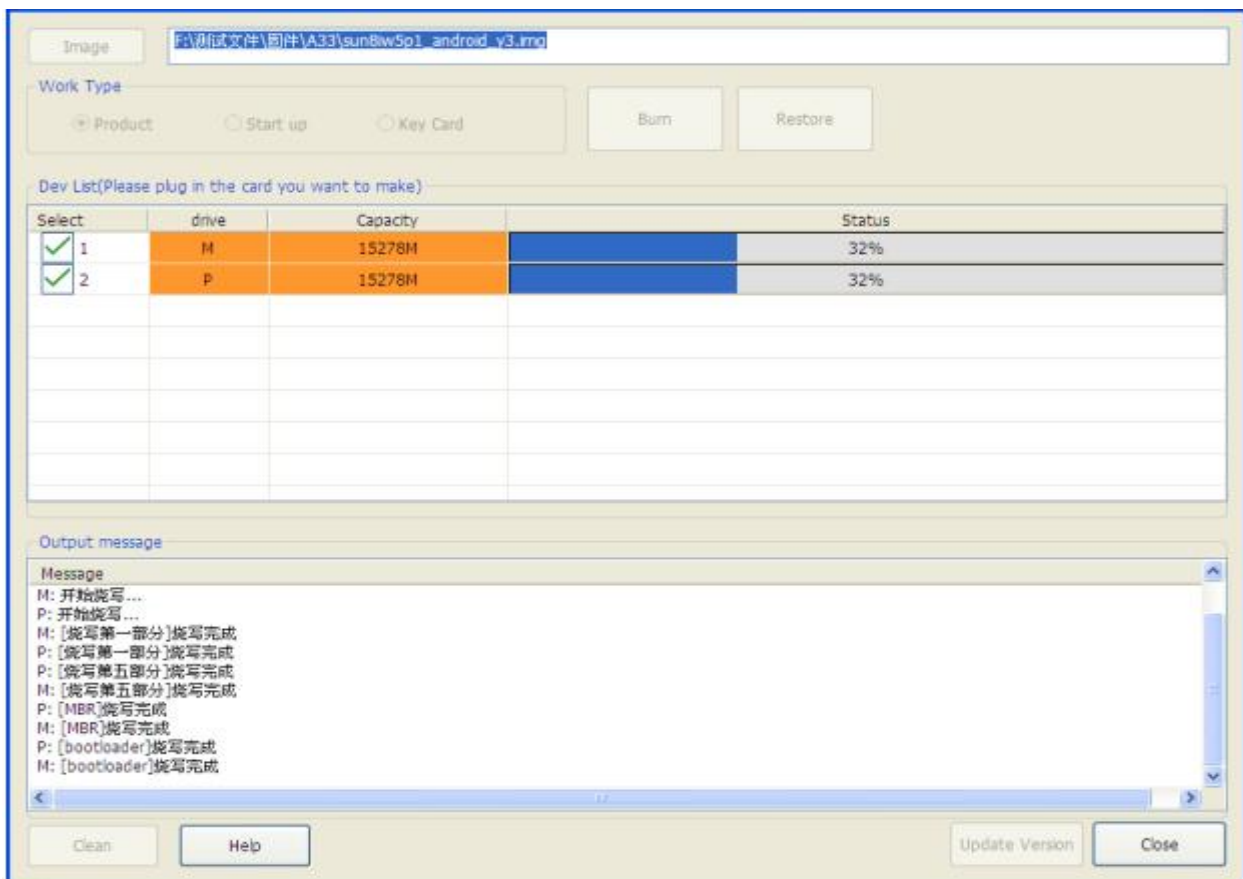 Image F:\测试文件\固件\A33\sun8iw5p1_android_y3.img
Work Type
Product Start up Key Card Burn Restore
Dev List(Please plug in the card you want to make)
Select drive Capacity Status
1 M 15278M 32%
2 P 15278M 32%
Output message
Message
M: 开始烧写...
P: 开始烧写...
M: [烧写第一部分]烧写完成
P: [烧写第一部分]烧写完成
P: [烧写第五部分]烧写完成
M: [烧写第五部分]烧写完成
P: [MBR]烧写完成
M: [MBR]烧写完成
P: [bootloader]烧写完成
M: [bootloader]烧写完成
Clean Help Update Version Close